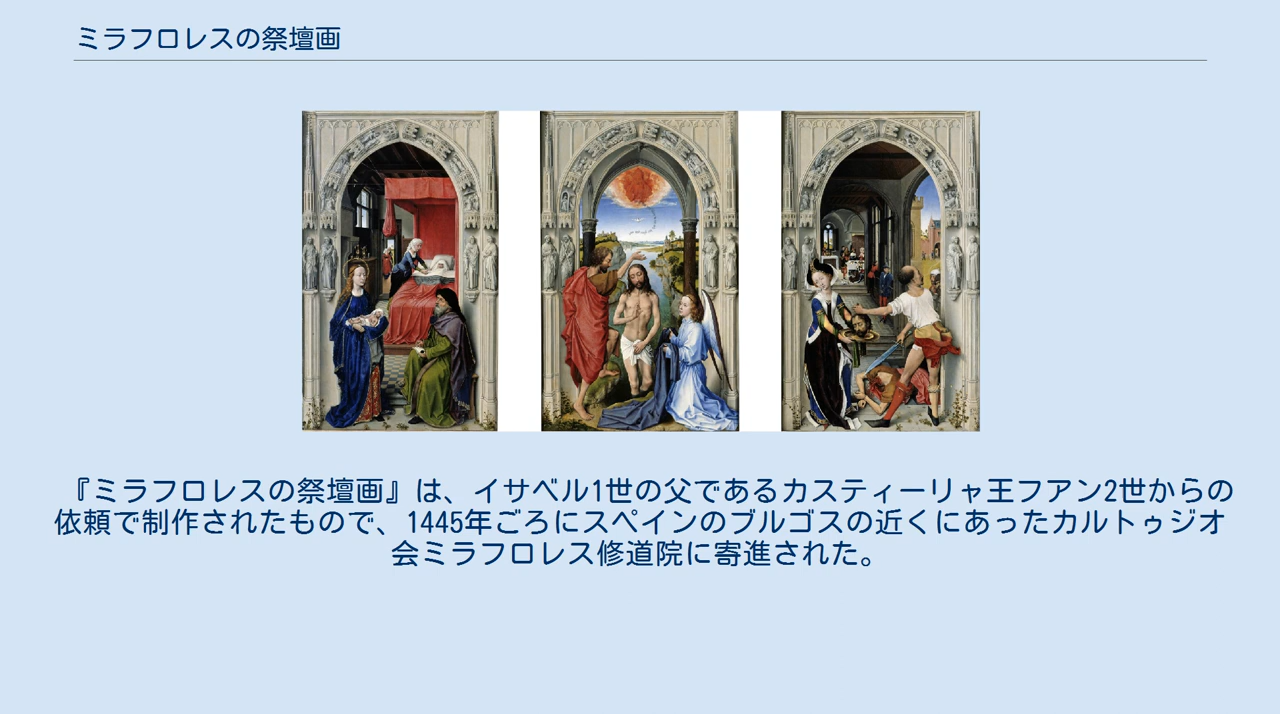 ミラフロレスの祭壇画
『ミラフロレスの祭壇画』は、イサベル1世の父であるカスティーリャ王フアン2世からの
依頼で制作されたもので、1445年ごろにスペインのブルゴスの近くにあったカルトゥジオ
会ミラフロレス修道院に寄進された。